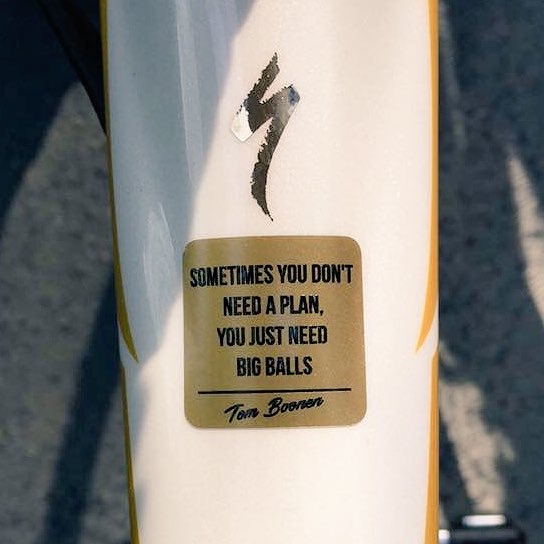 SOMETIMES YOU DON'T
NEED A PLAN,
YOU JUST NEED
BIG BALLS
Tom Boonen